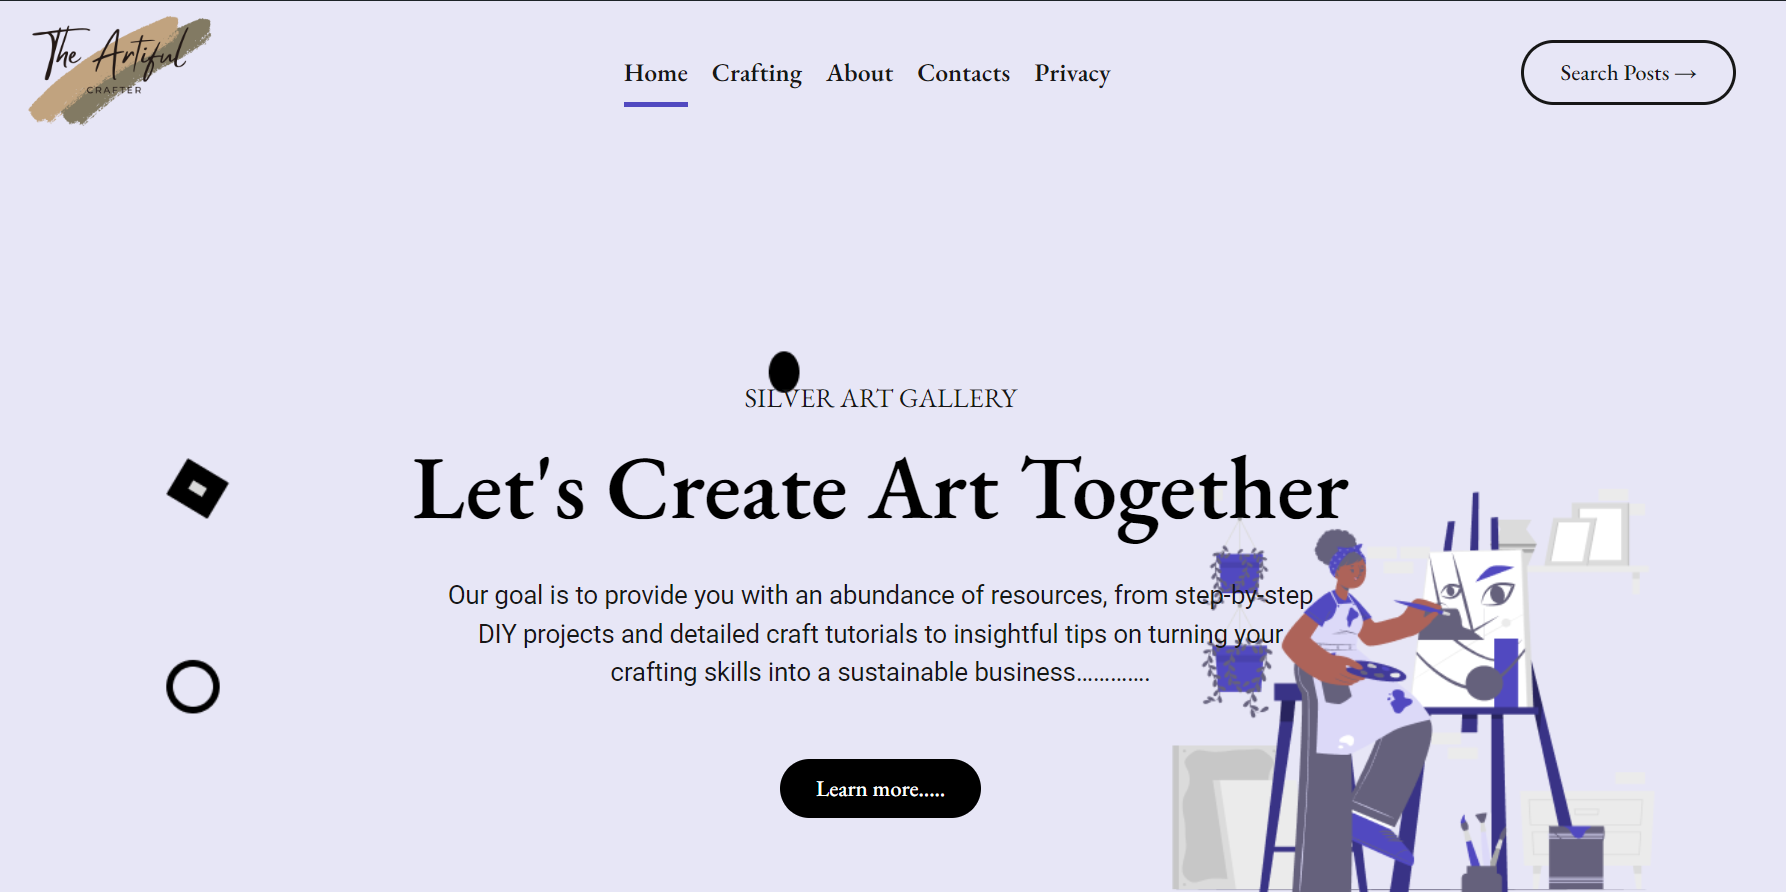 The Artiful
CRAFTER
Home Crafting About Contacts Privacy
Search Posts →
SILVER ART GALLERY
Let's Create Art Together
Our goal is to provide you with an abundance of resources, from step-by-step
DIY projects and detailed craft tutorials to insightful tips on turning your
crafting skills into a sustainable business.............
Learn more.....